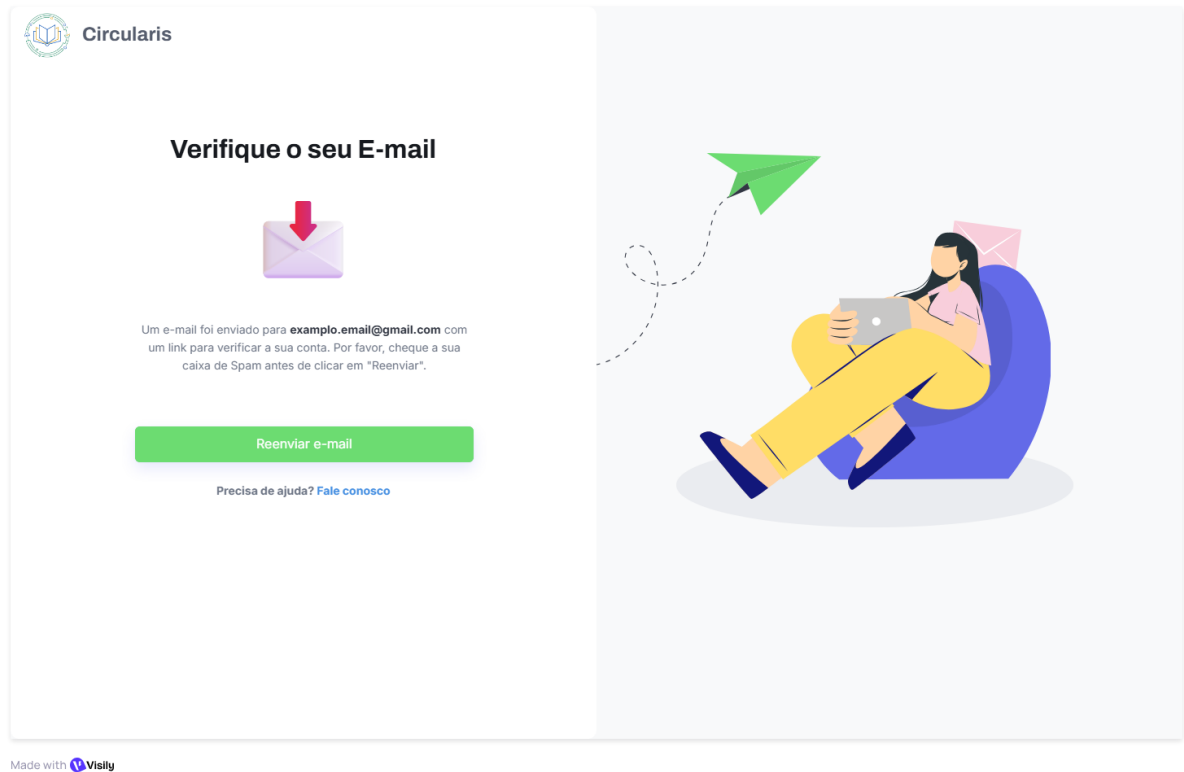 Circularis
Verifique o seu E-mail
Um e-mail foi enviado para examplo.email@gmail.com com
um link para verificar a sua conta. Por favor, cheque a sua
caixa de Spam antes de clicar em "Reenviar".
Reenviar e-mail
Precisa de ajuda? Fale conosco
Made with Visily